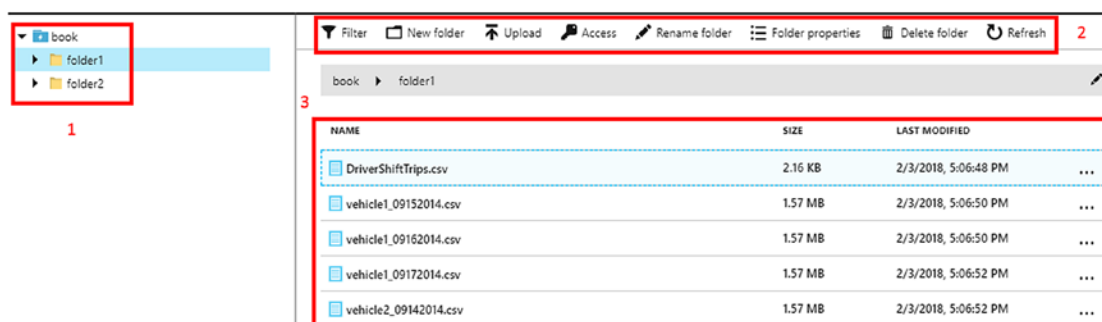 book
folder1
folder2
1
Filter New folder Upload Access Rename folder Folder properties Delete folder Refresh
2
book folder1
3
NAME SIZE LAST MODIFIED
DriverShiftTrips.csv 2.16 KB 2/3/2018, 5:06:48 PM ...
vehicle1_09152014.csv 1.57 MB 2/3/2018, 5:06:50 PM ...
vehicle1_09162014.csv 1.57 MB 2/3/2018, 5:06:50 PM ...
vehicle1_09172014.csv 1.57 MB 2/3/2018, 5:06:52 PM ...
vehicle2_09142014.csv 1.57 MB 2/3/2018, 5:06:52 PM ...